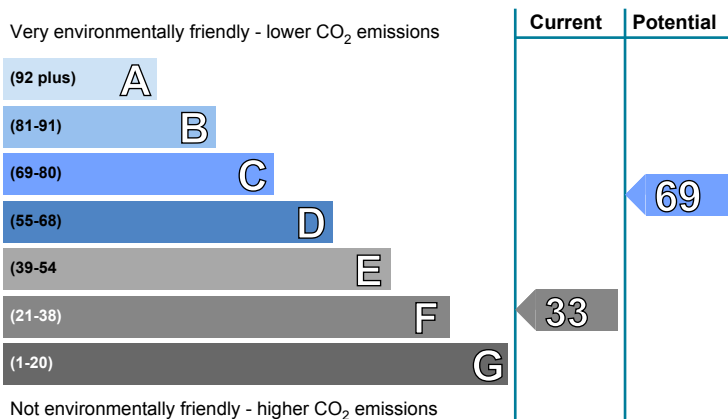 Very environmentally friendly - lower CO₂ emissions
Current
Potential
(92 plus) A
(81-91) B
(69-80) C
69
(55-68) D
(39-54 E
(21-38) F
33
(1-20) G
Not environmentally friendly - higher CO₂ emissions